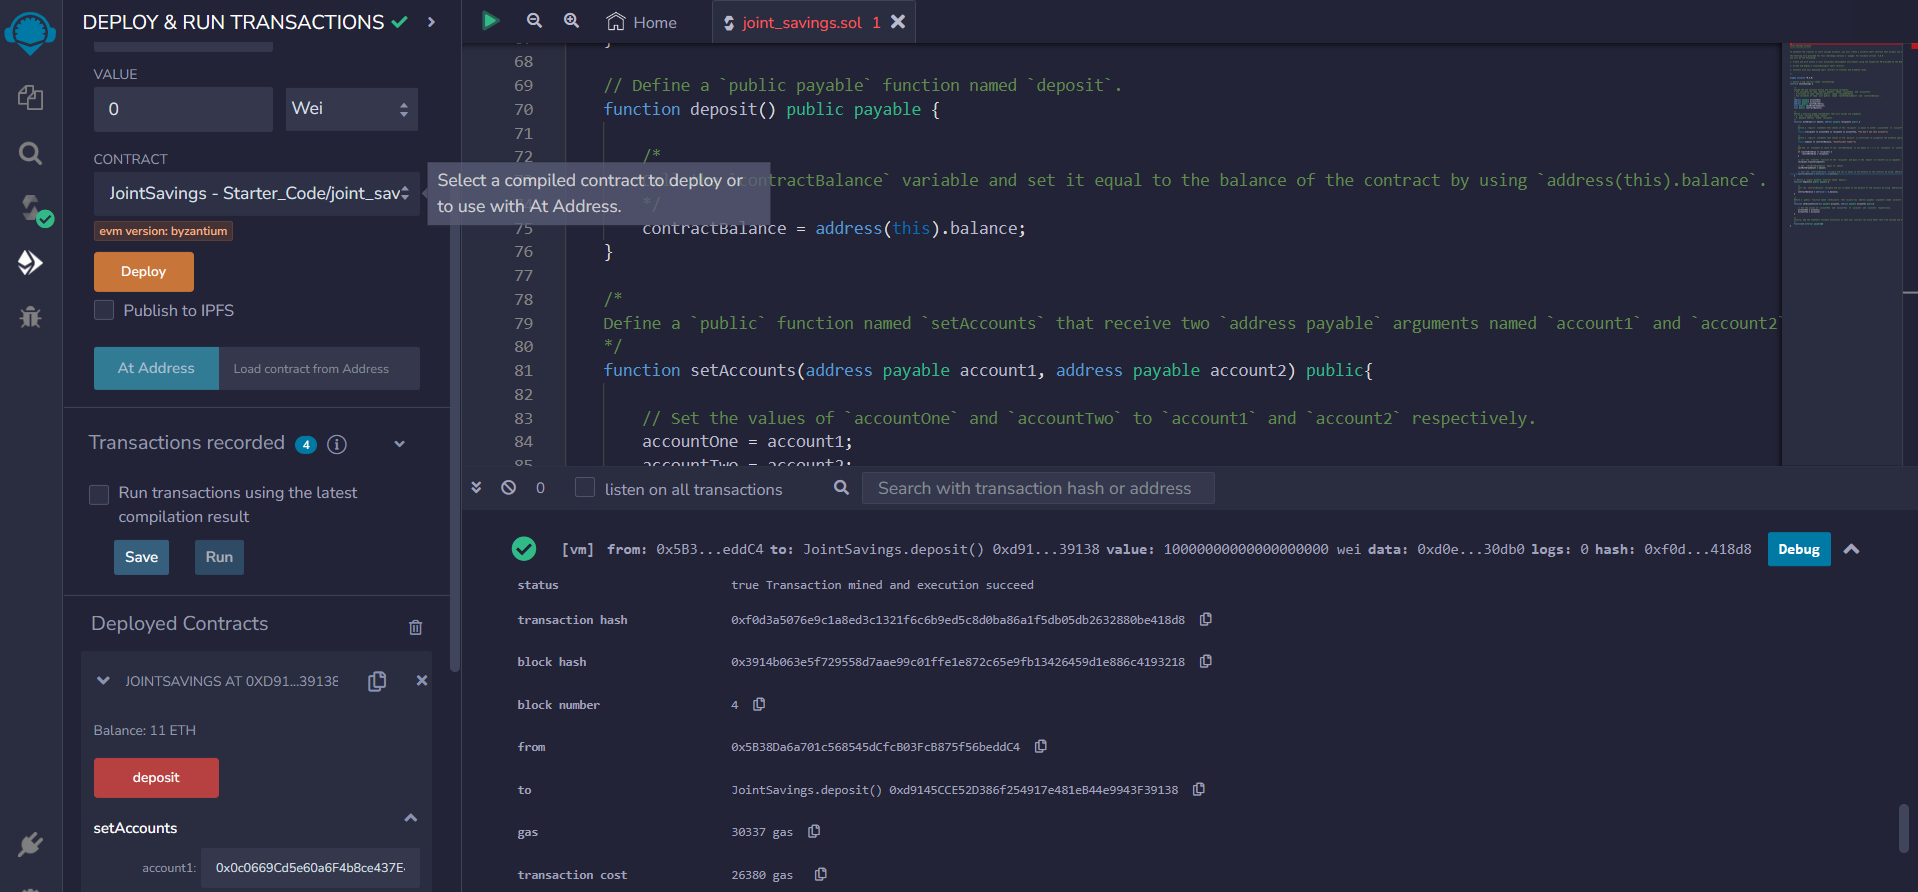 DEPLOY & RUN TRANSACTIONS
VALUE
0
Wei
CONTRACT
JointSavings - Starter_Code/joint_sav
evm version: byzantium
Deploy
Publish to IPFS
At Address
Load contract from Address
Transactions recorded 4
Run transactions using the latest
compilation result
Save
Run
Deployed Contracts
JOINTSAVINGS AT 0XD91...39138
Balance: 11 ETH
deposit
setAccounts
account1: 0x0c0669Cd5e60a6F4b8ce437E
Select a compiled contract to deploy or
to use with At Address.
Home
joint_savings.sol 1
68
69 // Define a `public payable` function named `deposit`.
70 function deposit() public payable {
71
72 /*
ontractBalance` variable and set it equal to the balance of the contract by using `address(this).balance`.
*/
75 contractBalance = address(this).balance;
76 }
77
78 /*
79 Define a `public` function named `setAccounts` that receive two `address payable` arguments named `account1` and `account2`
80 */
81 function setAccounts(address payable account1, address payable account2) public{
82
83 // Set the values of `accountOne` and `accountTwo` to `account1` and `account2` respectively.
84 accountOne = account1;
85 accountTwo = account2;
0
listen on all transactions
Search with transaction hash or address
[vm] from: 0x5B3...eddC4 to: JointSavings.deposit() 0xd91...39138 value: 10000000000000000000 wei data: 0xd0e...30db0 logs: 0 hash: 0xf0d...418d8
Debug
status true Transaction mined and execution succeed
transaction hash 0xf0d3a5076e9c1a8ed3c1321f6c6b9ed5c8d0ba86a1f5db05db2632880be418d8
block hash 0x3914b063e5f729558d7aae99c01ffe1e872c65e9fb13426459d1e886c4193218
block number 4
from 0x5B38Da6a701c568545dCfcB03FcB875f56beddC4
to JointSavings.deposit() 0xd9145CCE52D386f254917e481eB44e9943F39138
gas 30337 gas
transaction cost 26380 gas